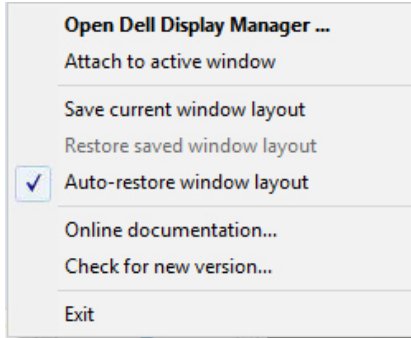 Open Dell Display Manager ...
Attach to active window
Save current window layout
Restore saved window layout
Auto-restore window layout
Online documentation...
Check for new version...
Exit